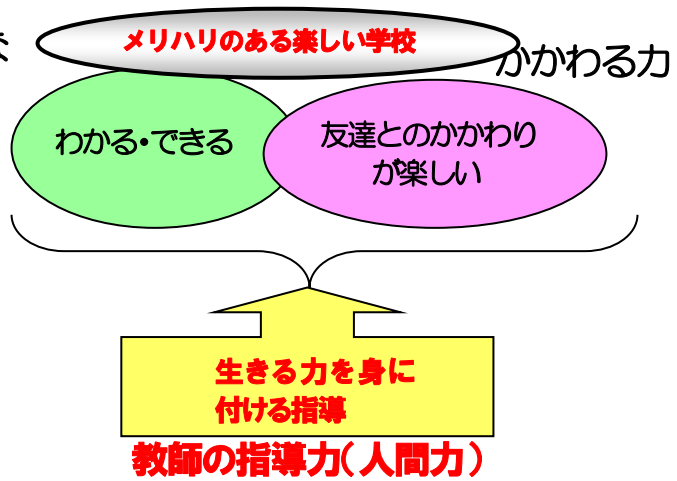 メリハリのある楽しい学校
かかわる力
わかる・できる
友達とのかかわり
が楽しい
生きる力を身に
付ける指導
教師の指導力(人間力)